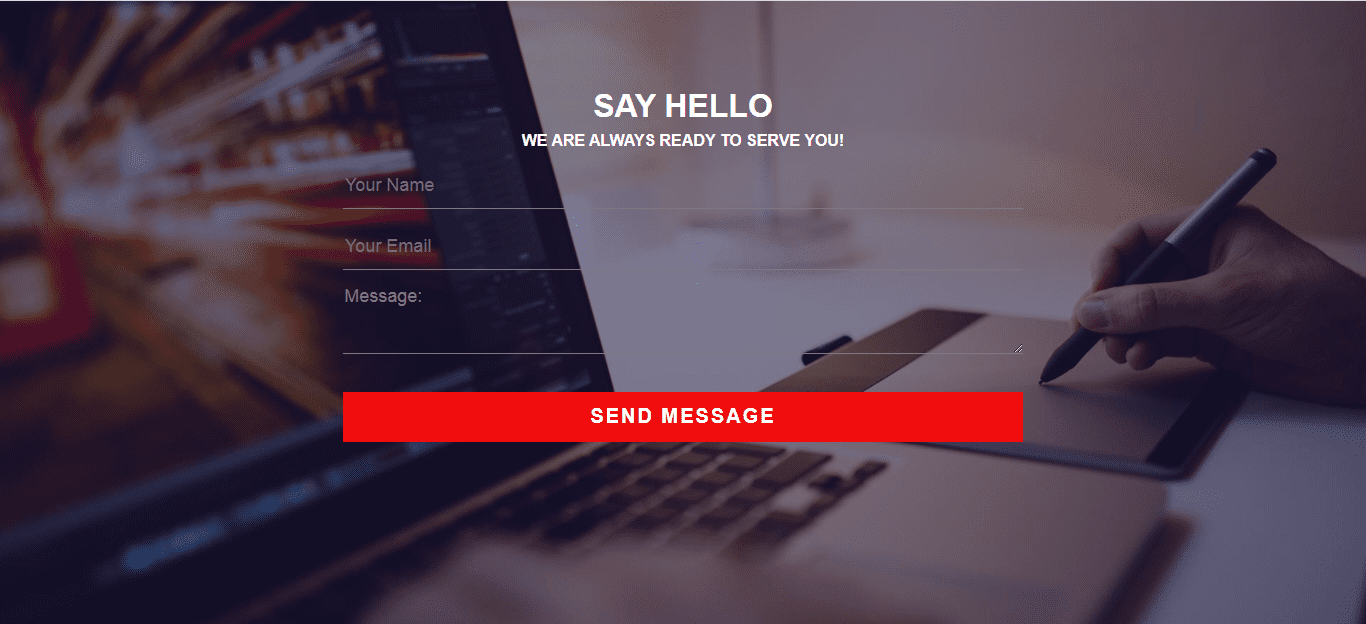 SAY HELLO
WE ARE ALWAYS READY TO SERVE YOU!
Your Name
Your Email
Message:
SEND MESSAGE